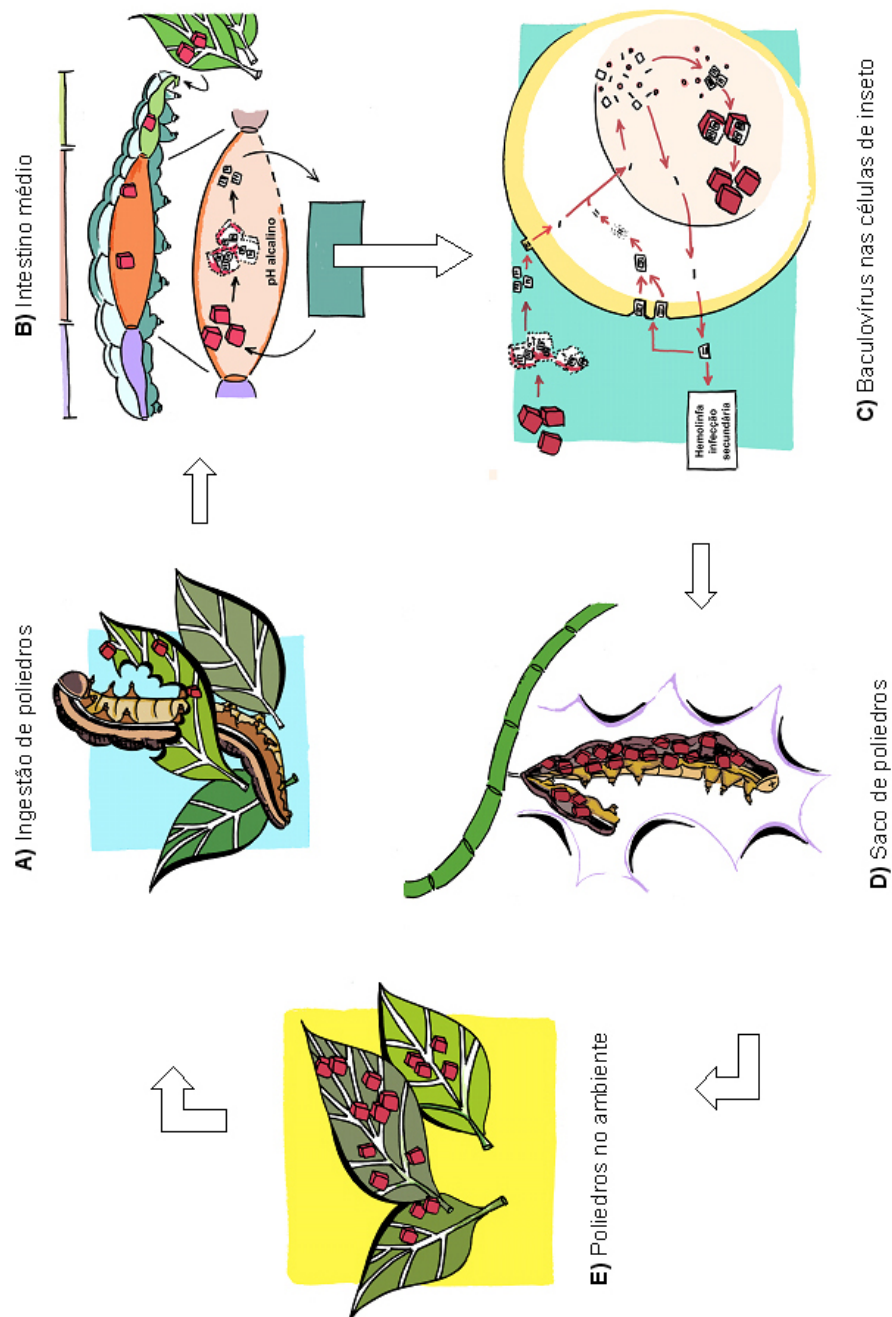 A) Ingestão de poliedros
B) Intestino médio
pH alcalino
C) Baculovírus nas células de inseto
Hemolinfa
infecção
secundária
D) Saco de poliedros
E) Poliedros no ambiente